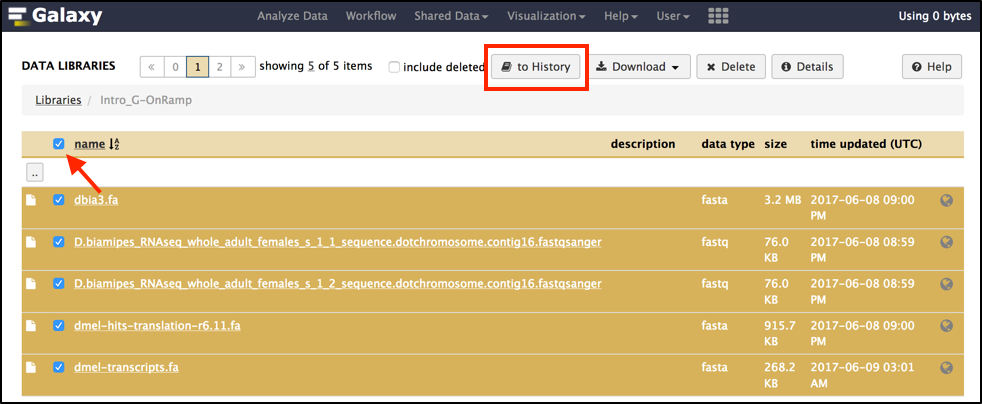 Galaxy Analyze Data Workflow Shared Data Visualization Help User Using 0 bytes
DATA LIBRARIES « 0 1 2 » showing 5 of 5 items include deleted to History Download Delete Details Help
Libraries / Intro_G-OnRamp
name description data type size time updated (UTC)
..
dbia3.fa fasta 3.2 MB 2017-06-08 09:00
PM
D.biamipes_RNAseq_whole_adult_females_s_1_1_sequence.dotchromosome.contig16.fastqsanger fastq 76.0 2017-06-08 08:59
KB PM
D.biamipes_RNAseq_whole_adult_females_s_1_2_sequence.dotchromosome.contig16.fastqsanger fastq 76.0 2017-06-08 08:59
KB PM
dmel-hits-translation-r6.11.fa fasta 915.7 2017-06-08 09:00
KB PM
dmel-transcripts.fa fasta 268.2 2017-06-09 03:01
KB AM